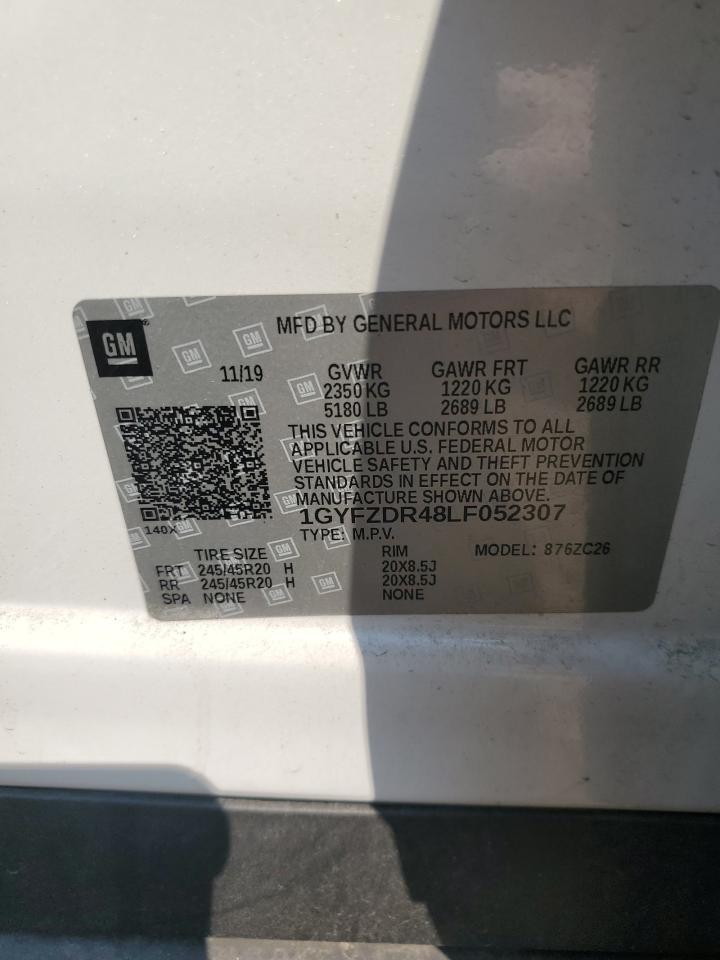 GM
MFD BY GENERAL MOTORS LLC
11/19 GVWR GAWR FRT GAWR RR
2350 KG 1220 KG 1220 KG
5180 LB 2689 LB 2689 LB
THIS VEHICLE CONFORMS TO ALL
APPLICABLE U.S. FEDERAL MOTOR
VEHICLE SAFETY AND THEFT PREVENTION
STANDARDS IN EFFECT ON THE DATE OF
MANUFACTURE SHOWN ABOVE.
1GYFZDR48LF052307
140X TYPE: M.P.V.
TIRE SIZE RIM MODEL: 876ZC26
FRT 245/45R20 H 20X8.5J
RR 245/45R20 H 20X8.5J
SPA NONE NONE